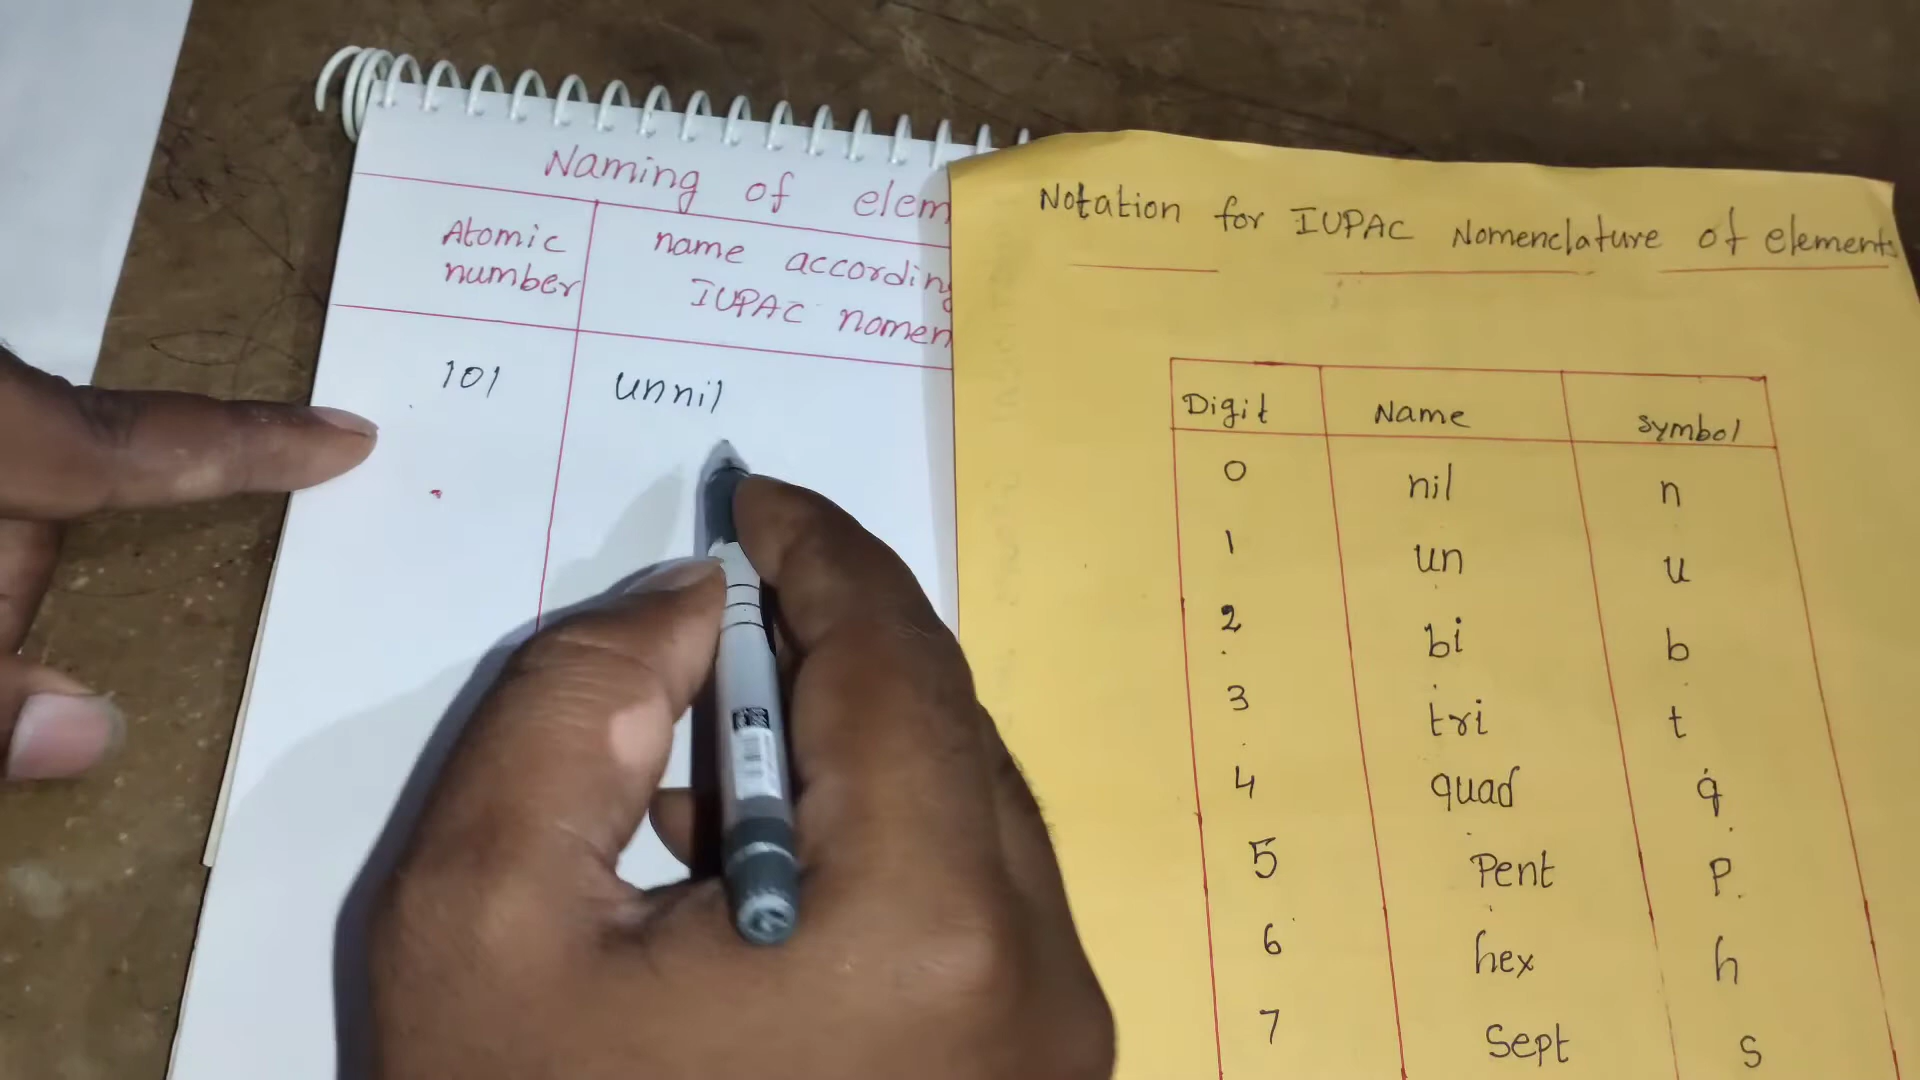 Naming of elem
Atomic number
name according
IUPAC nomen
101
unnil
Notation for IUPAC Nomenclature of elements
Digit Name symbol
0 nil n
1 un u
2 bi b
3 tri t
4 quad q
5 Pent P
6 hex h
7 Sept s